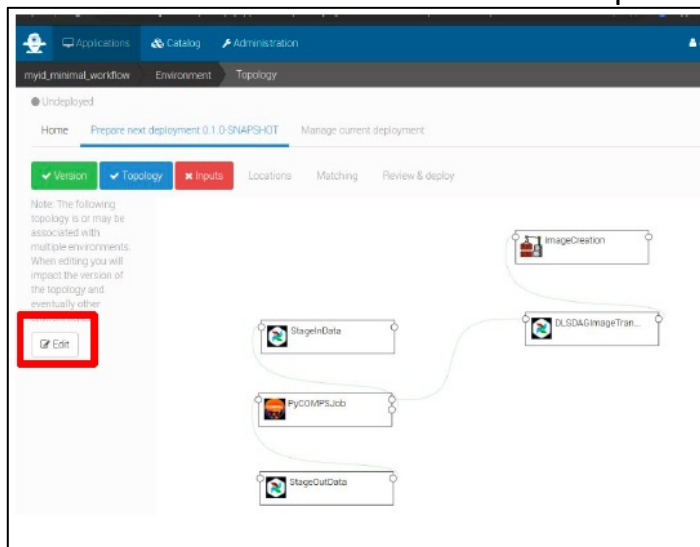 Applications Catalog Administration
myid_minimal_workflow Environment Topology
Undeployed
Home Prepare next deployment 0.1.0-SNAPSHOT Manage current deployment
Version Topology Inputs Locations Matching Review & deploy
Note: The following
topology is or may be
associated with
multiple environments.
When editing you will
impact the version of
the topology and
eventually other
Edit
ImageCreation
DLSDAGImageTran...
StageInData
PyCOMPSJob
StageOutData